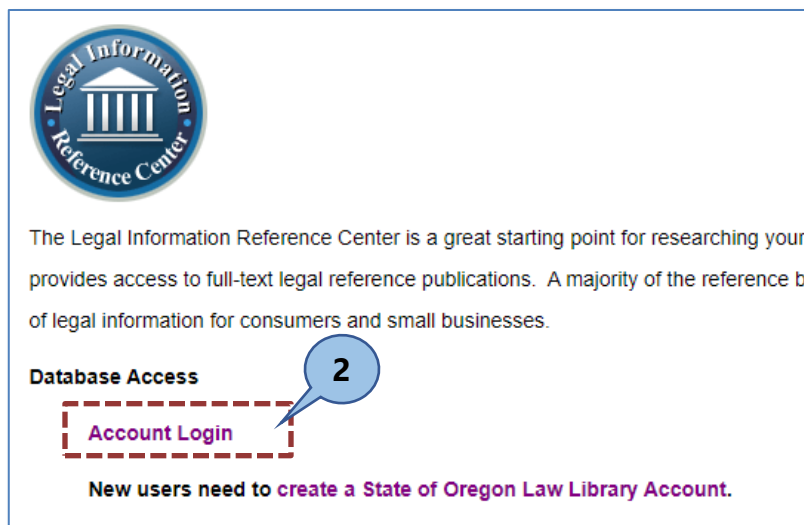 Legal Information
Reference Center
The Legal Information Reference Center is a great starting point for researching your
provides access to full-text legal reference publications.  A majority of the reference b
of legal information for consumers and small businesses.
Database Access
2
Account Login
New users need to create a State of Oregon Law Library Account.